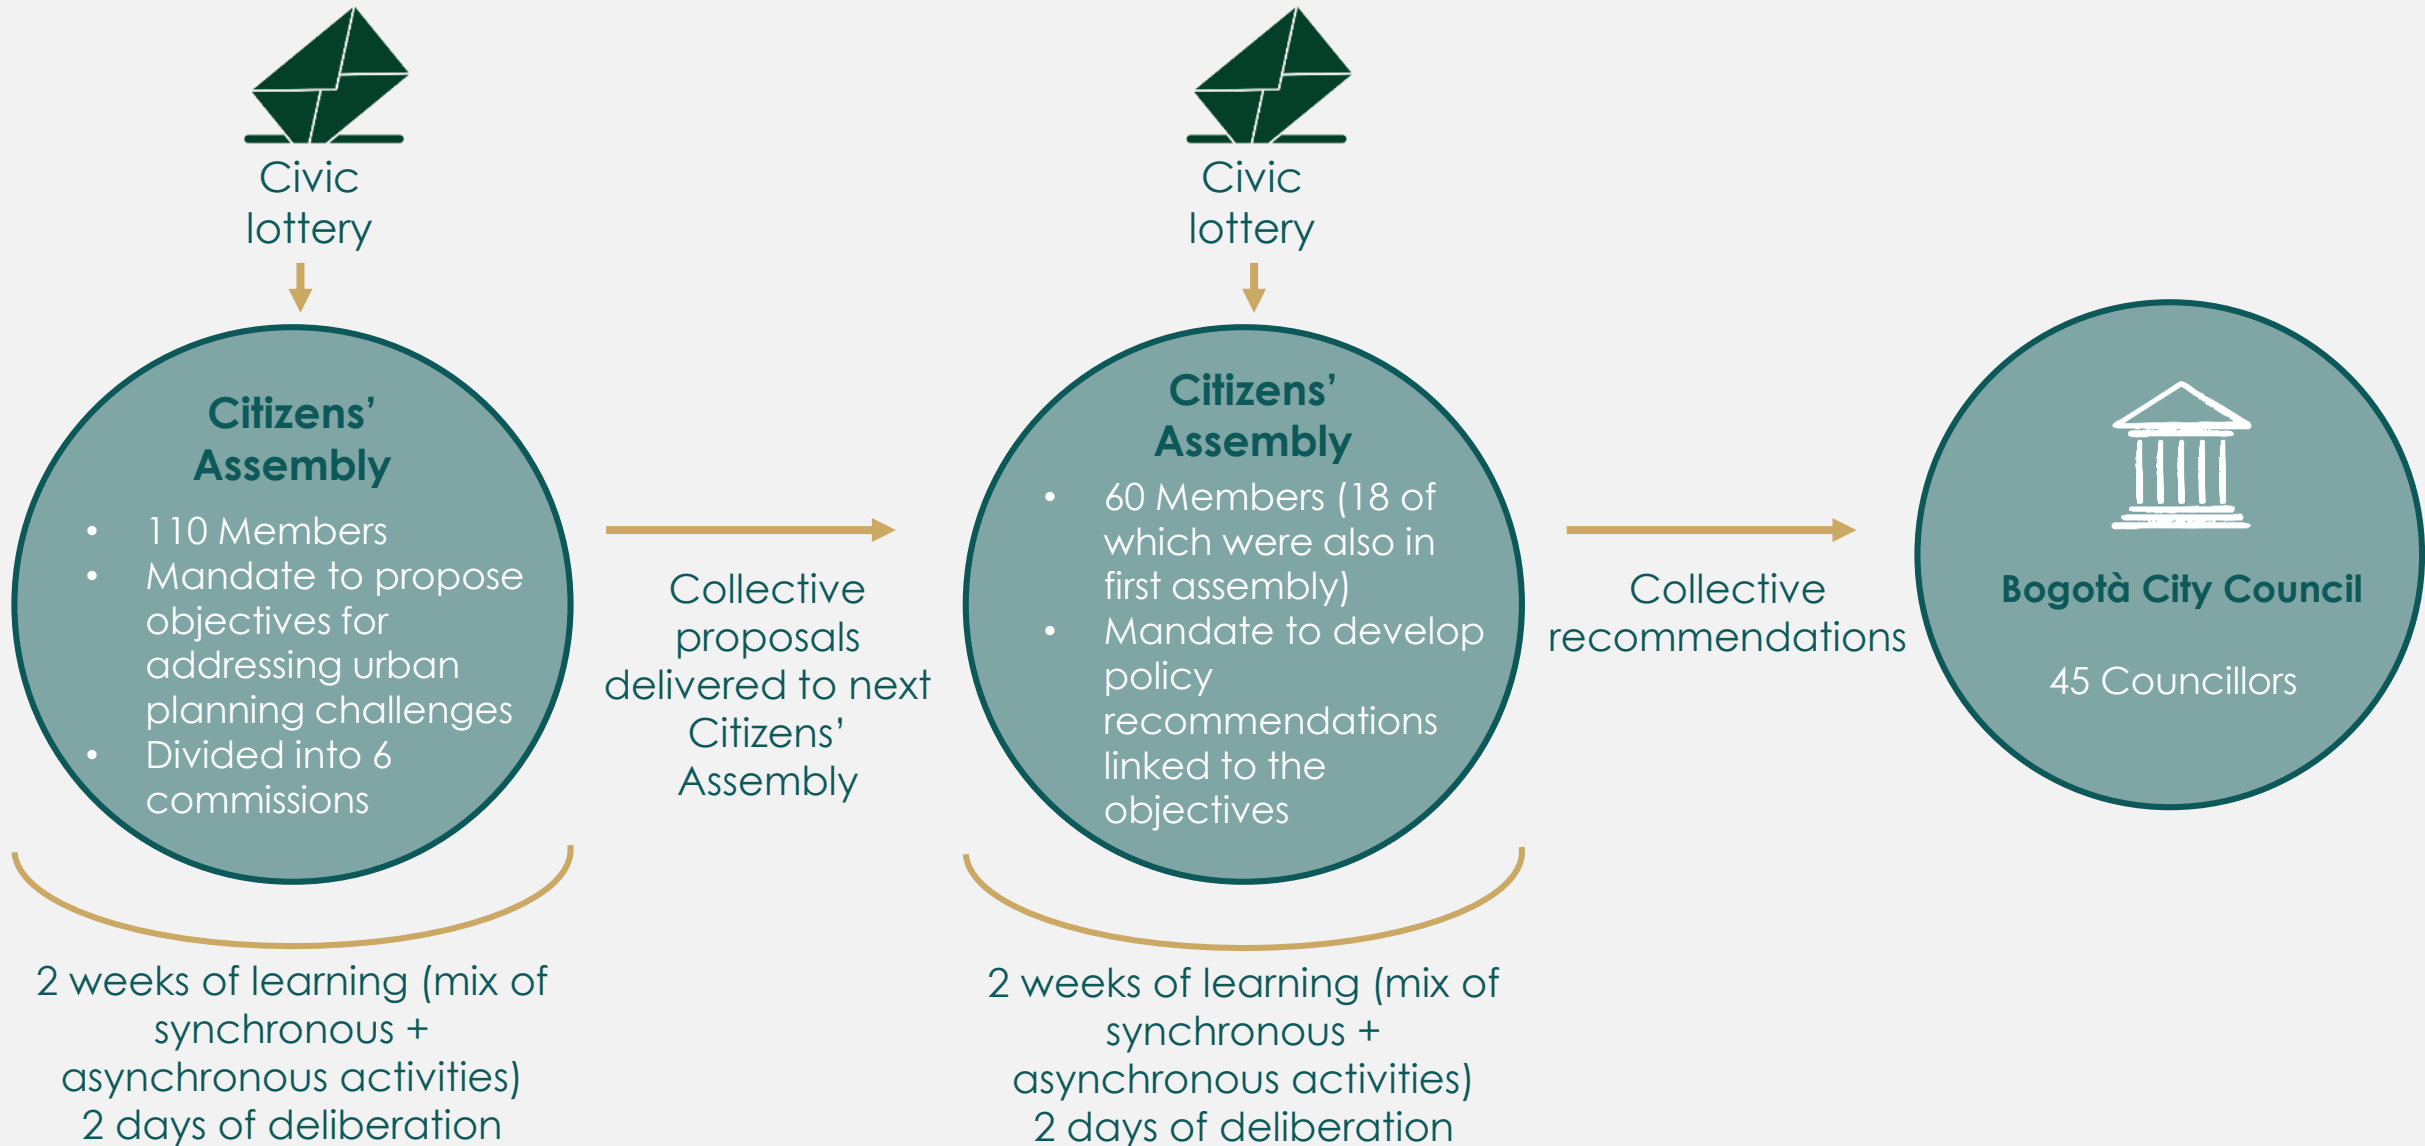 Civic
lottery
Citizens’
Assembly
• 110 Members
• Mandate to propose
objectives for
addressing urban
planning challenges
• Divided into 6
commissions
2 weeks of learning (mix of
synchronous +
asynchronous activities)
2 days of deliberation
Collective
proposals
delivered to next
Citizens’
Assembly
Civic
lottery
Citizens’
Assembly
• 60 Members (18 of
which were also in
first assembly)
• Mandate to develop
policy
recommendations
linked to the
objectives
2 weeks of learning (mix of
synchronous +
asynchronous activities)
2 days of deliberation
Collective
recommendations
Bogotà City Council
45 Councillors